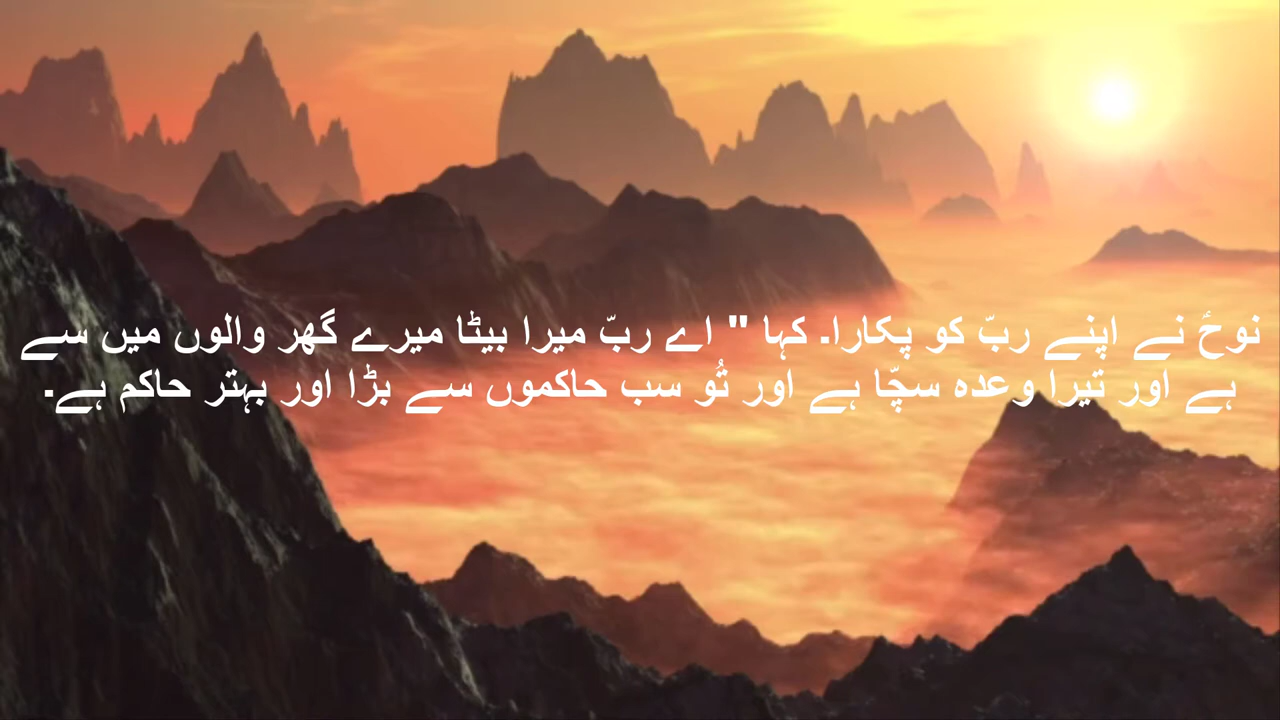 نوحؑ نے اپنے ربّ کو پکارا۔ کہا " اے ربّ میرا بیٹا میرے گھر والوں میں سے
ہے اور تیرا وعدہ سچّا ہے اور تُو سب حاکموں سے بڑا اور بہتر حاکم ہے۔